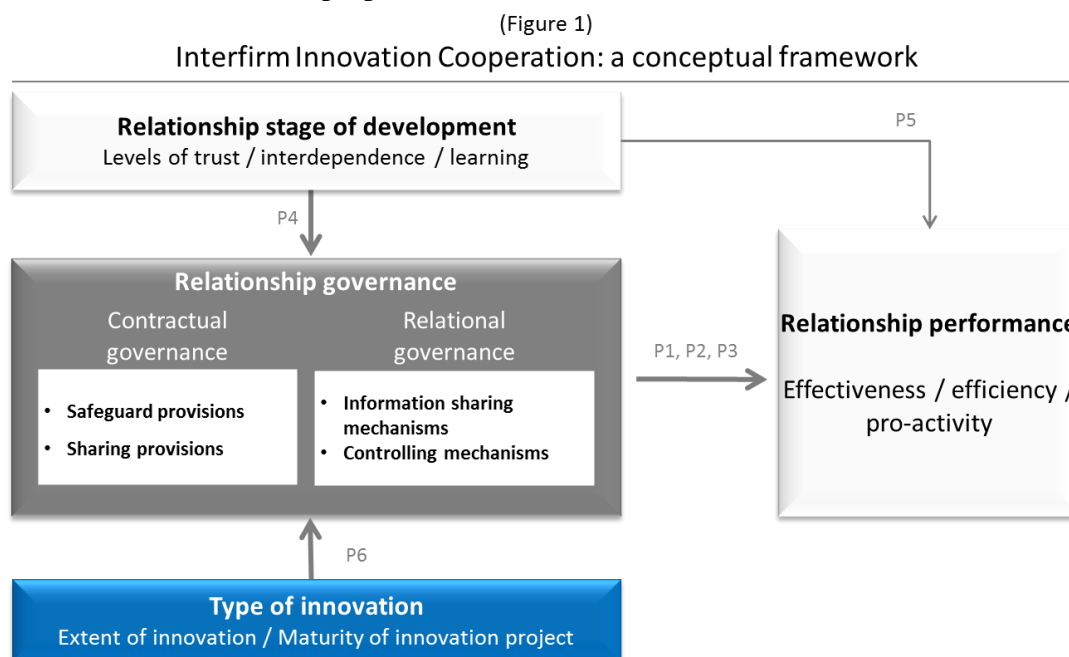 (Figure 1)
Interfirm Innovation Cooperation: a conceptual framework
Relationship stage of development
Levels of trust / interdependence / learning
P5
P4
Relationship governance
Contractual
governance
Relational
governance
• Safeguard provisions
• Sharing provisions
• Information sharing
mechanisms
• Controlling mechanisms
P1, P2, P3
Relationship performance
Effectiveness / efficiency /
pro-activity
P6
Type of innovation
Extent of innovation / Maturity of innovation project